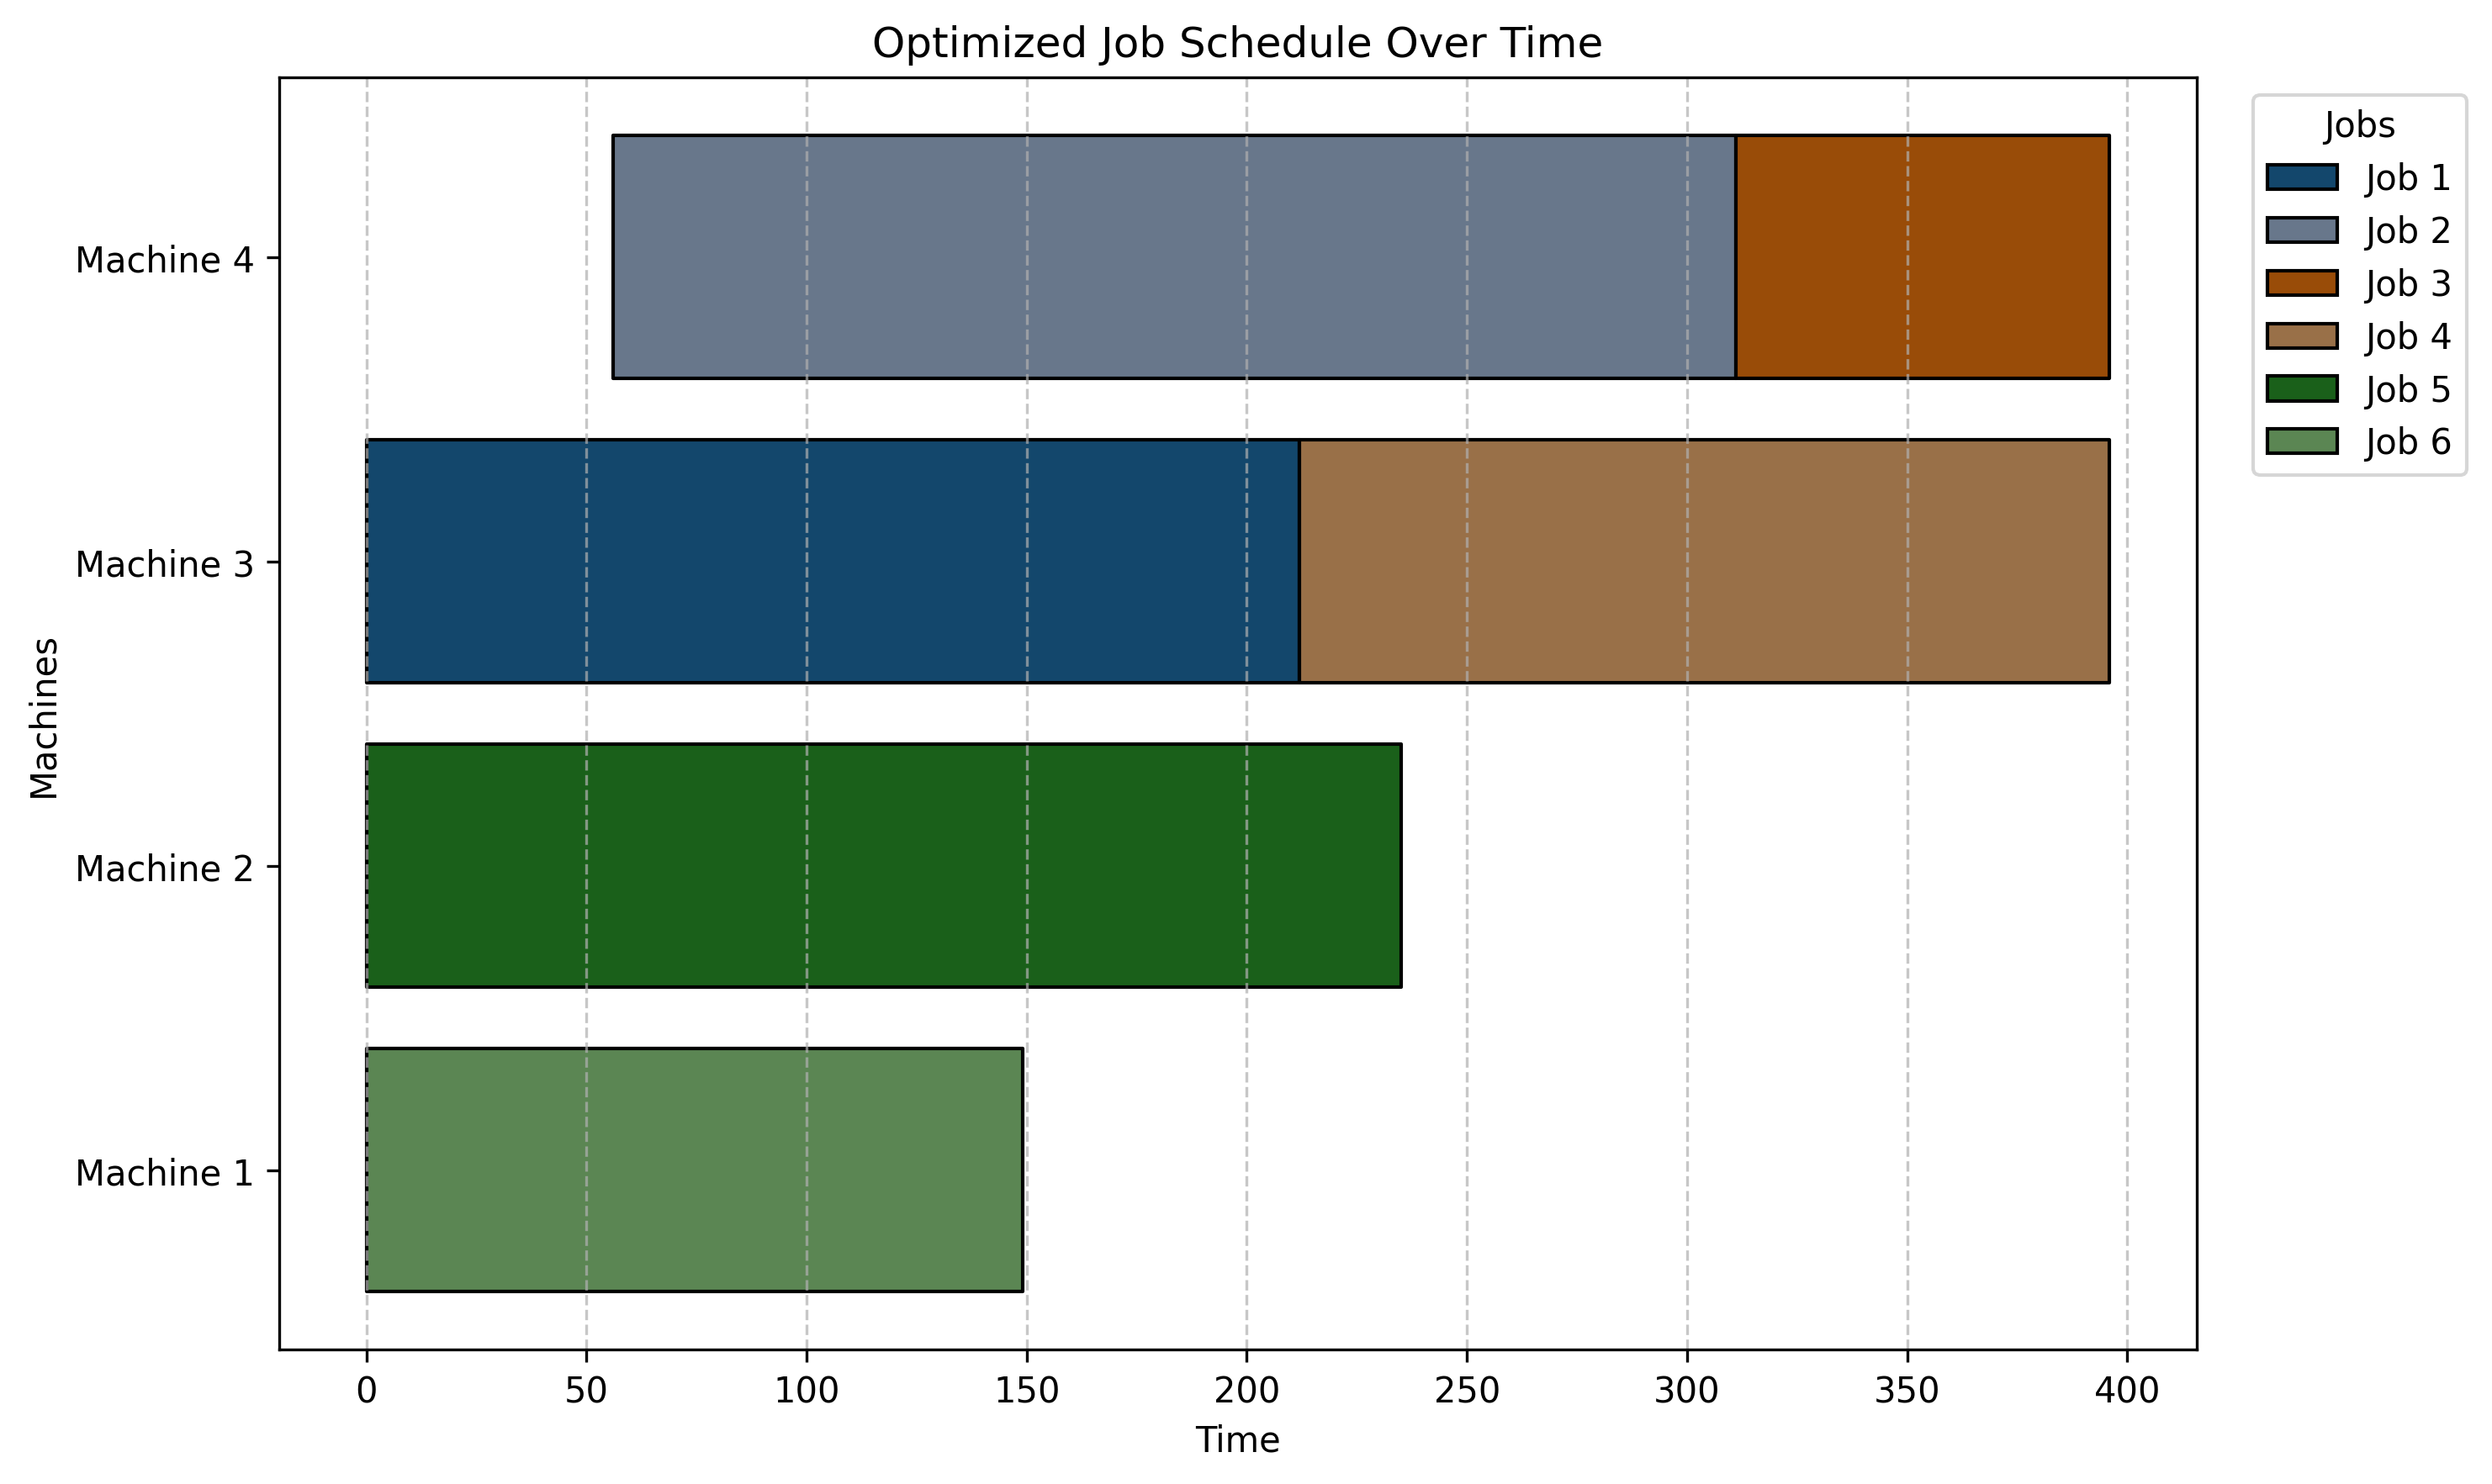 Optimized Job Schedule Over Time
Jobs
Job 1
Job 2
Job 3
Job 4
Job 5
Job 6
Machines
Machine 4
Machine 3
Machine 2
Machine 1
0 50 100 150 200 250 300 350 400
Time